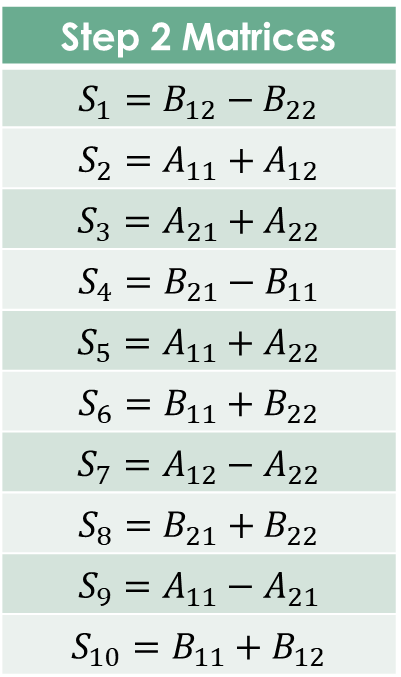 Step 2 Matrices
S₁ = B₁₂ − B₂₂
S₂ = A₁₁ + A₁₂
S₃ = A₂₁ + A₂₂
S₄ = B₂₁ − B₁₁
S₅ = A₁₁ + A₂₂
S₆ = B₁₁ + B₂₂
S₇ = A₁₂ − A₂₂
S₈ = B₂₁ + B₂₂
S₉ = A₁₁ − A₂₁
S₁₀ = B₁₁ + B₁₂